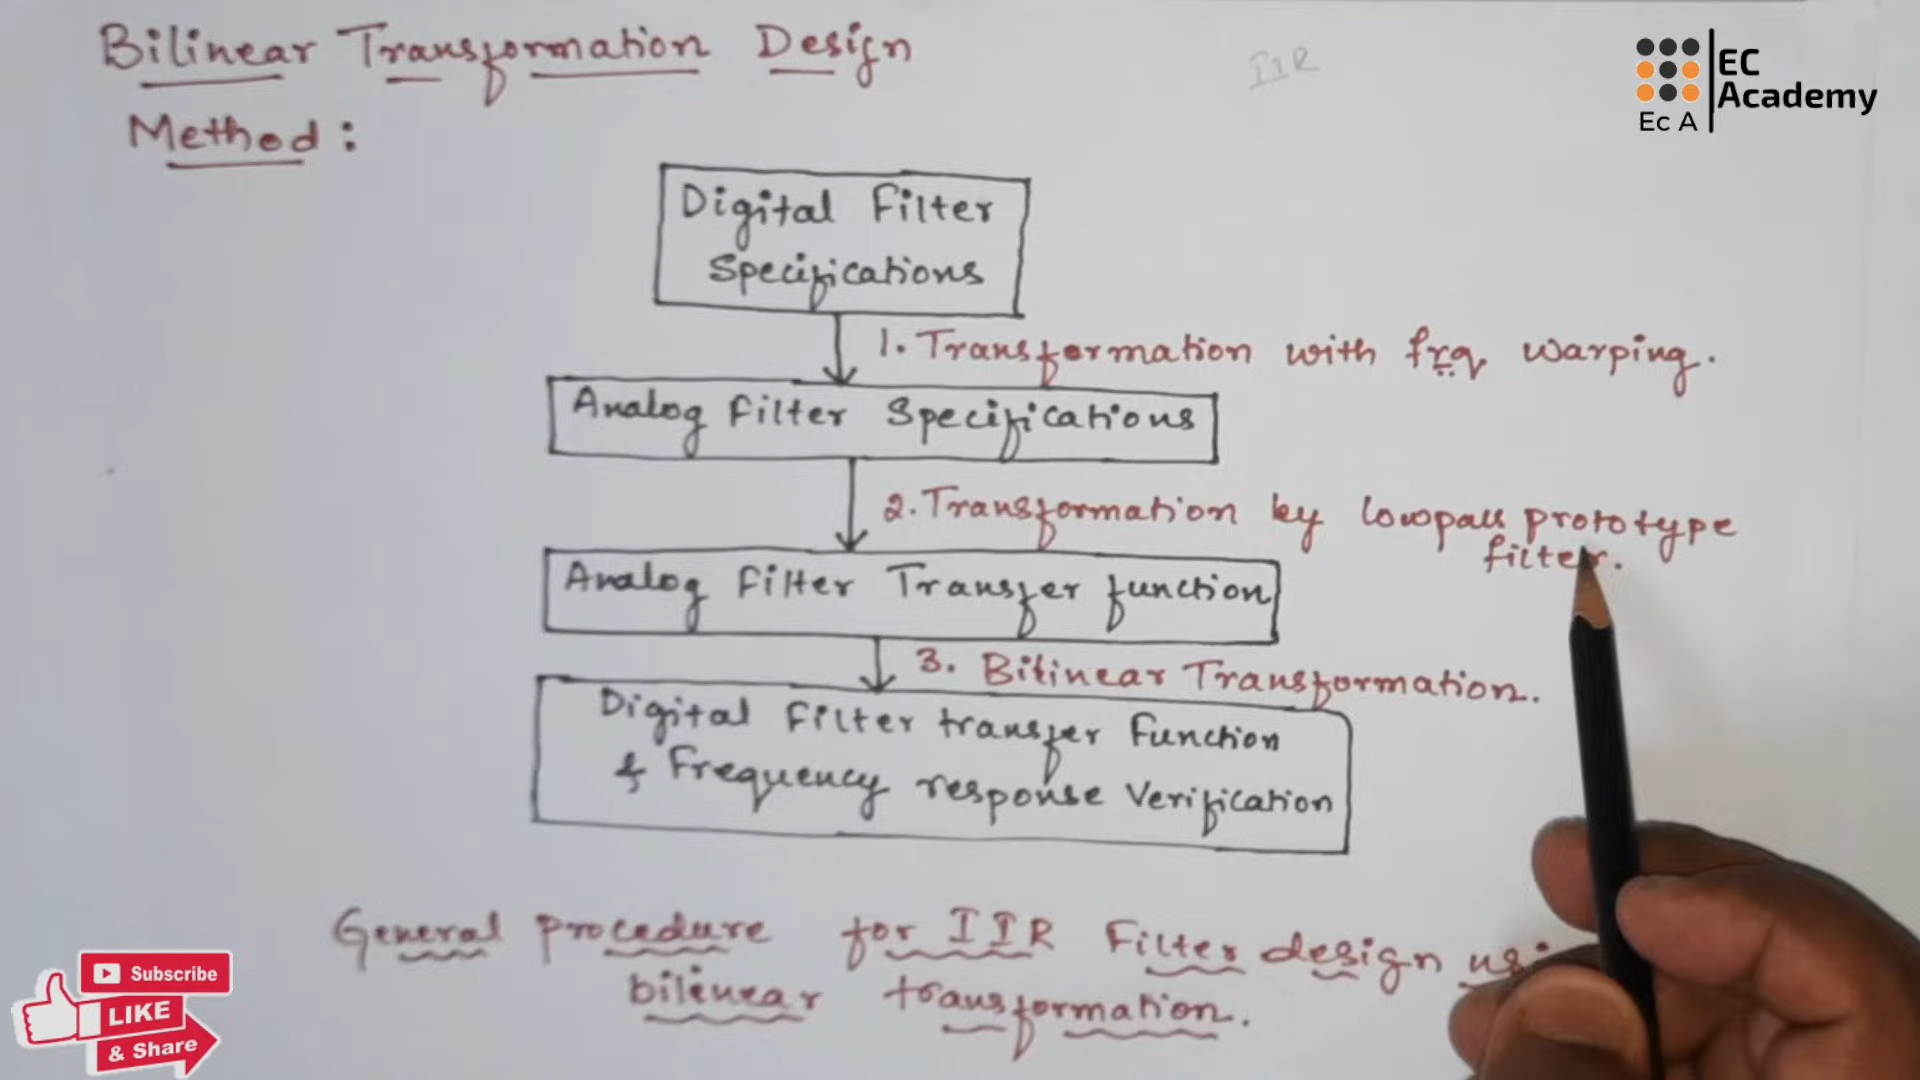 Bilinear Transformation Design
Method:
IIR
EC
Academy
Ec A
Digital Filter
Specifications
1. Transformation with frq. warping.
Analog Filter Specifications
2. Transformation by lowpass prototype
filter.
Analog Filter Transfer function
3. Bilinear Transformation.
Digital Filter transfer Function
& Frequency response Verification
General procedure for IIR Filter design usi
bilinear transformation.
Subscribe
LIKE
& Share